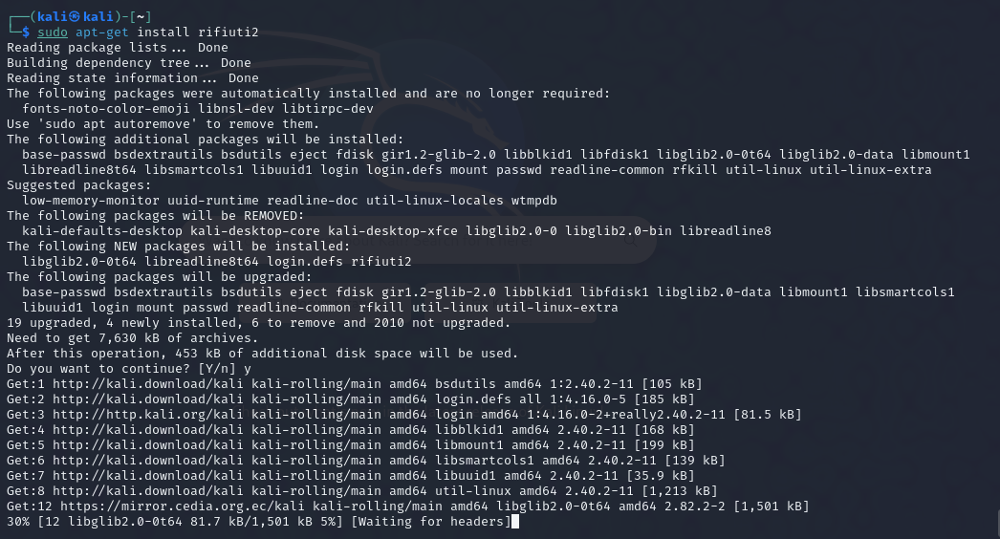 ┌──(kali㉿kali)-[~]
└─$ sudo apt-get install rifiuti2
Reading package lists... Done
Building dependency tree... Done
Reading state information... Done
The following packages were automatically installed and are no longer required:
  fonts-noto-color-emoji libnsl-dev libtirpc-dev
Use 'sudo apt autoremove' to remove them.
The following additional packages will be installed:
  base-passwd bsdextrautils bsdutils eject fdisk gir1.2-glib-2.0 libblkid1 libfdisk1 libglib2.0-0t64 libglib2.0-data libmount1
  libreadline8t64 libsmartcols1 libuuid1 login login.defs mount passwd readline-common rfkill util-linux util-linux-extra
Suggested packages:
  low-memory-monitor uuid-runtime readline-doc util-linux-locales wtmpdb
The following packages will be REMOVED:
  kali-defaults-desktop kali-desktop-core kali-desktop-xfce libglib2.0-0 libglib2.0-bin libreadline8
The following NEW packages will be installed:
  libglib2.0-0t64 libreadline8t64 login.defs rifiuti2
The following packages will be upgraded:
  base-passwd bsdextrautils bsdutils eject fdisk gir1.2-glib-2.0 libblkid1 libfdisk1 libglib2.0-data libmount1 libsmartcols1
  libuuid1 login mount passwd readline-common rfkill util-linux util-linux-extra
19 upgraded, 4 newly installed, 6 to remove and 2010 not upgraded.
Need to get 7,630 kB of archives.
After this operation, 453 kB of additional disk space will be used.
Do you want to continue? [Y/n] y
Get:1 http://kali.download/kali kali-rolling/main amd64 bsdutils amd64 1:2.40.2-11 [105 kB]
Get:2 http://kali.download/kali kali-rolling/main amd64 login.defs all 1:4.16.0-5 [185 kB]
Get:3 http://http.kali.org/kali kali-rolling/main amd64 login amd64 1:4.16.0-2+really2.40.2-11 [81.5 kB]
Get:4 http://kali.download/kali kali-rolling/main amd64 libblkid1 amd64 2.40.2-11 [168 kB]
Get:5 http://kali.download/kali kali-rolling/main amd64 libmount1 amd64 2.40.2-11 [199 kB]
Get:6 http://kali.download/kali kali-rolling/main amd64 libsmartcols1 amd64 2.40.2-11 [139 kB]
Get:7 http://kali.download/kali kali-rolling/main amd64 libuuid1 amd64 2.40.2-11 [35.9 kB]
Get:8 http://kali.download/kali kali-rolling/main amd64 util-linux amd64 2.40.2-11 [1,213 kB]
Get:12 https://mirror.cedia.org.ec/kali kali-rolling/main amd64 libglib2.0-0t64 amd64 2.82.2-2 [1,501 kB]
30% [12 libglib2.0-0t64 81.7 kB/1,501 kB 5%] [Waiting for headers]